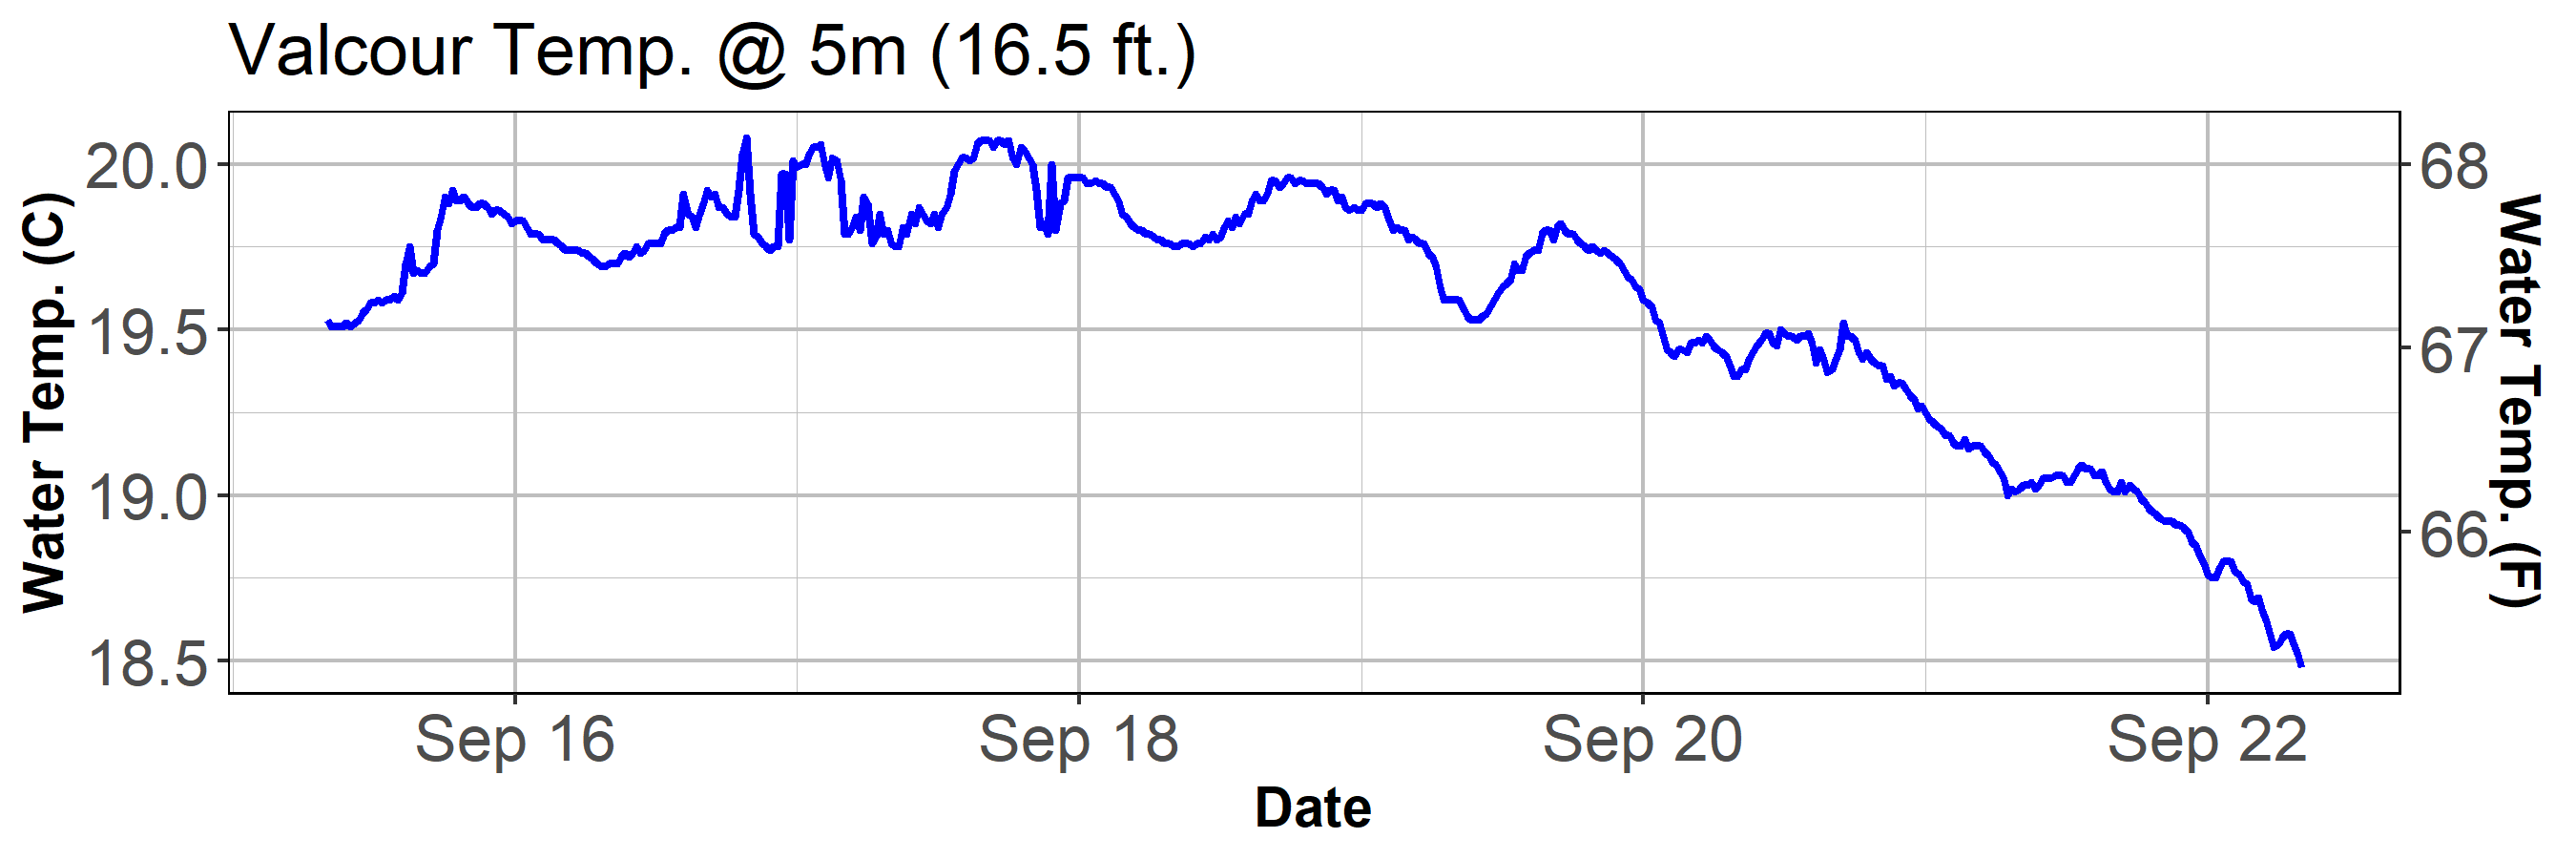 Valcour Temp. @ 5m (16.5 ft.)
Water Temp. (C)
20.0
19.5
19.0
18.5
68
67
66
Water Temp. (F)
Sep 16
Sep 18
Sep 20
Sep 22
Date